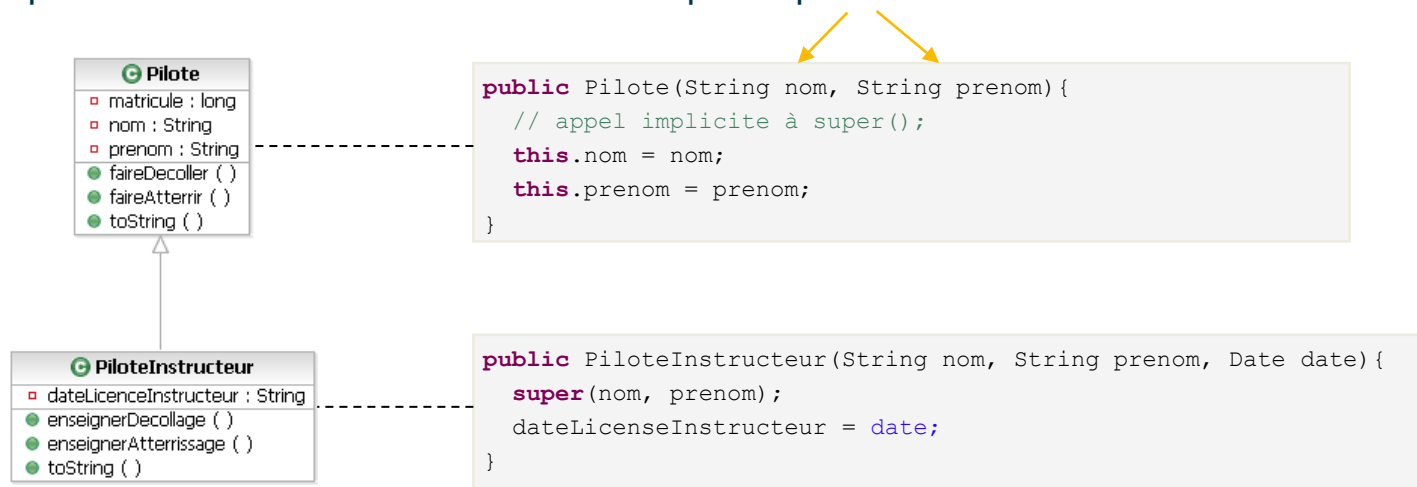 Pilote
matricule : long
nom : String
prenom : String
faireDecoller ( )
faireAtterrir ( )
toString ( )
public Pilote(String nom, String prenom){
// appel implicite à super();
this.nom = nom;
this.prenom = prenom;
}
PiloteInstructeur
dateLicenceInstructeur : String
enseignerDecollage ( )
enseignerAtterrissage ( )
toString ( )
public PiloteInstructeur(String nom, String prenom, Date date){
super(nom, prenom);
dateLicenseInstructeur = date;
}